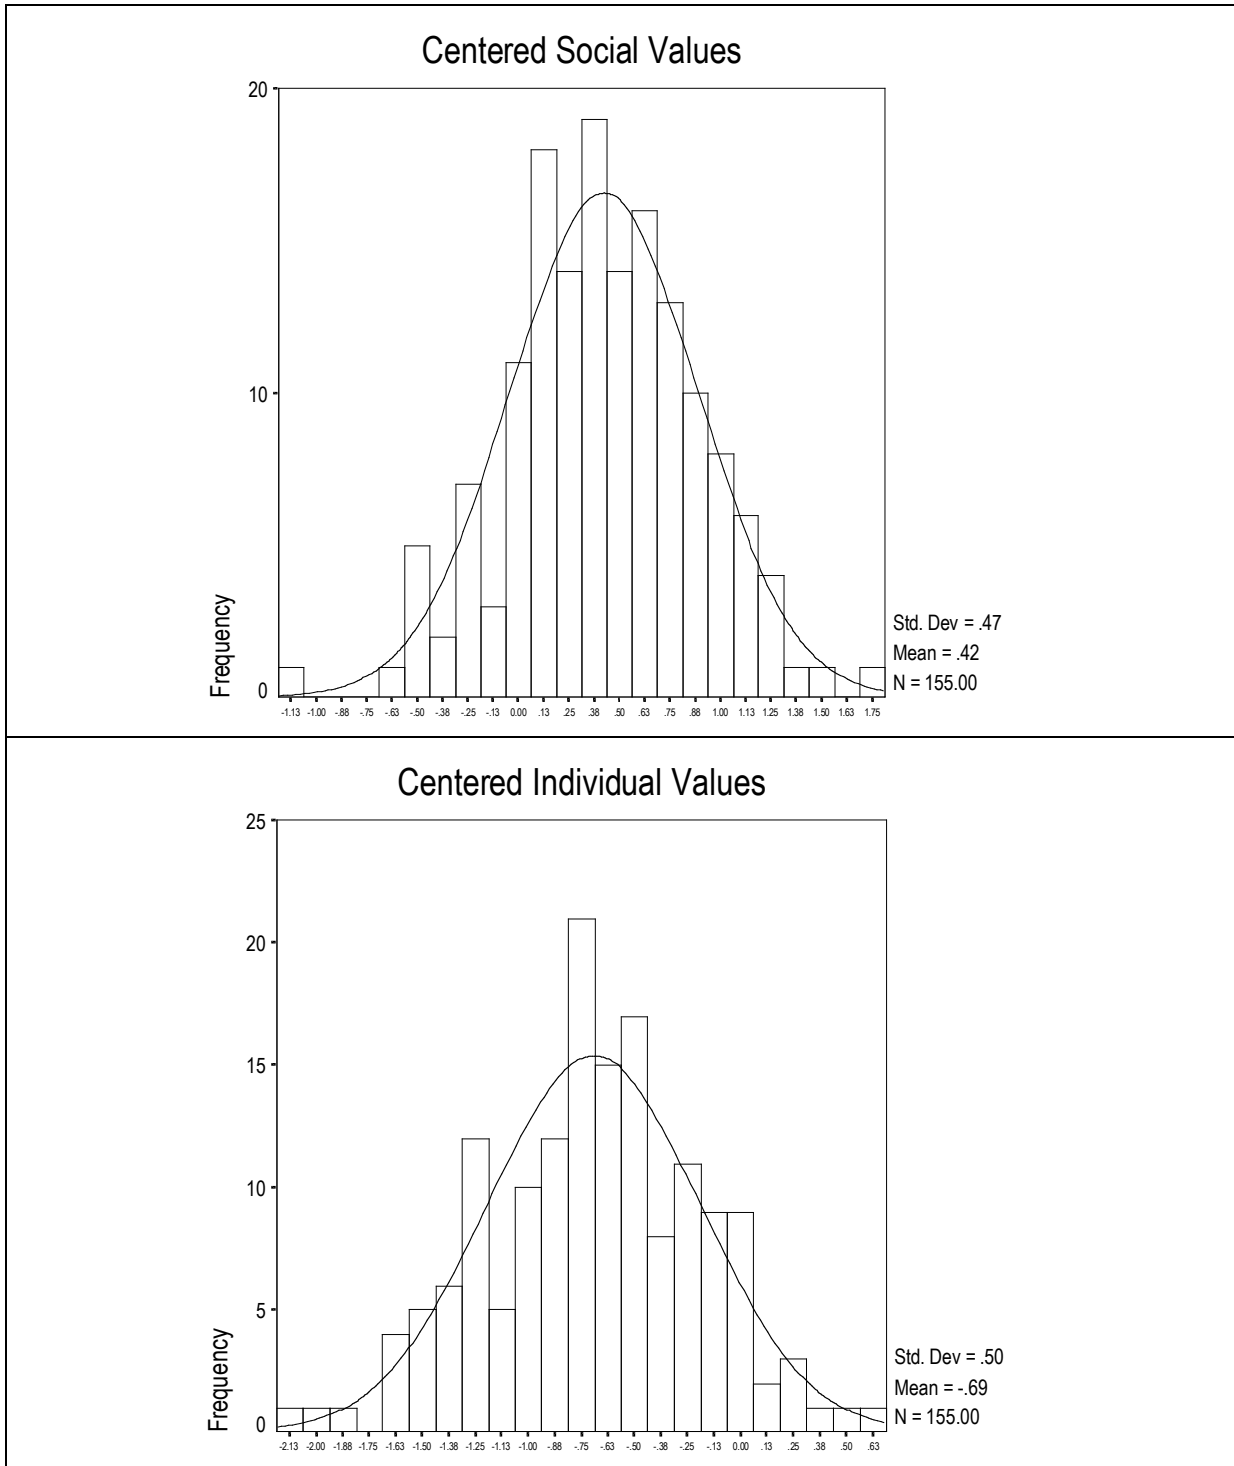 Centered Social Values
20
10
0
Frequency
Std. Dev = .47
Mean = .42
N = 155.00
-1.13 -1.00 -.88 -.75 -.63 -.50 -.38 -.25 -.13 0.00 .13 .25 .38 .50 .63 .75 .88 1.00 1.13 1.25 1.38 1.50 1.63 1.75
Centered Individual Values
25
20
15
10
5
0
Frequency
Std. Dev = .50
Mean = -.69
N = 155.00
-2.13 -2.00 -1.88 -1.75 -1.63 -1.50 -1.38 -1.25 -1.13 -1.00 -.88 -.75 -.63 -.50 -.38 -.25 -.13 0.00 .13 .25 .38 .50 .63